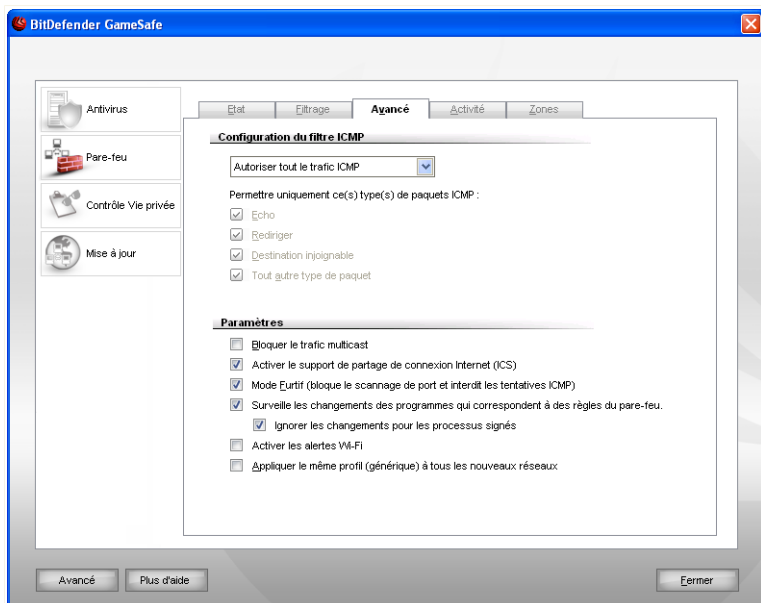 BitDefender GameSafe
Antivirus
Pare-feu
Contrôle Vie privée
Mise à jour
Etat
Filtrage
Avancé
Activité
Zones
Configuration du filtre ICMP
Autoriser tout le trafic ICMP
Permettre uniquement ce(s) type(s) de paquets ICMP :
Echo
Rediriger
Destination injoignable
Tout autre type de paquet
Paramètres
Bloquer le trafic multicast
Activer le support de partage de connexion Internet (ICS)
Mode Furtif (bloque le scannage de port et interdit les tentatives ICMP)
Surveille les changements des programmes qui correspondent à des règles du pare-feu.
Ignorer les changements pour les processus signés
Activer les alertes Wi-Fi
Appliquer le même profil (générique) à tous les nouveaux réseaux
Avancé
Plus d'aide
Fermer